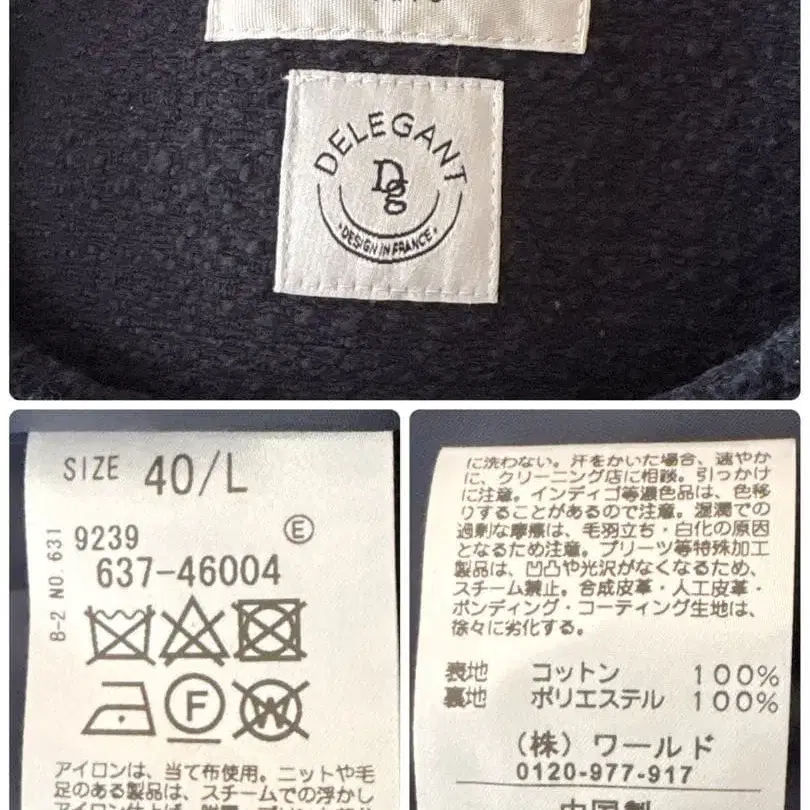 DELEGANT
Dg
·DESIGN IN FRANCE·
SIZE 40/L
B-2 NO.631
9239
E
637-46004
F
W
アイロンは、当て布使用。ニットや毛
足のある製品は、スチームでの浮かし
に洗わない。汗をかいた場合、速やか
に、クリーニング店に相談。引っかけ
に注意。インディゴ等濃色品は、色移
りすることがあるので注意。湿潤での
過剰な摩擦は、毛羽立ち・白化の原因
となるため注意。プリーツ等特殊加工
製品は、凹凸や光沢がなくなるため、
スチーム禁止。合成皮革・人工皮革・
ボンディング・コーティング生地は、
徐々に劣化する。
表地 コットン 100%
裏地 ポリエステル 100%
(株)ワールド
0120-977-917
中国製